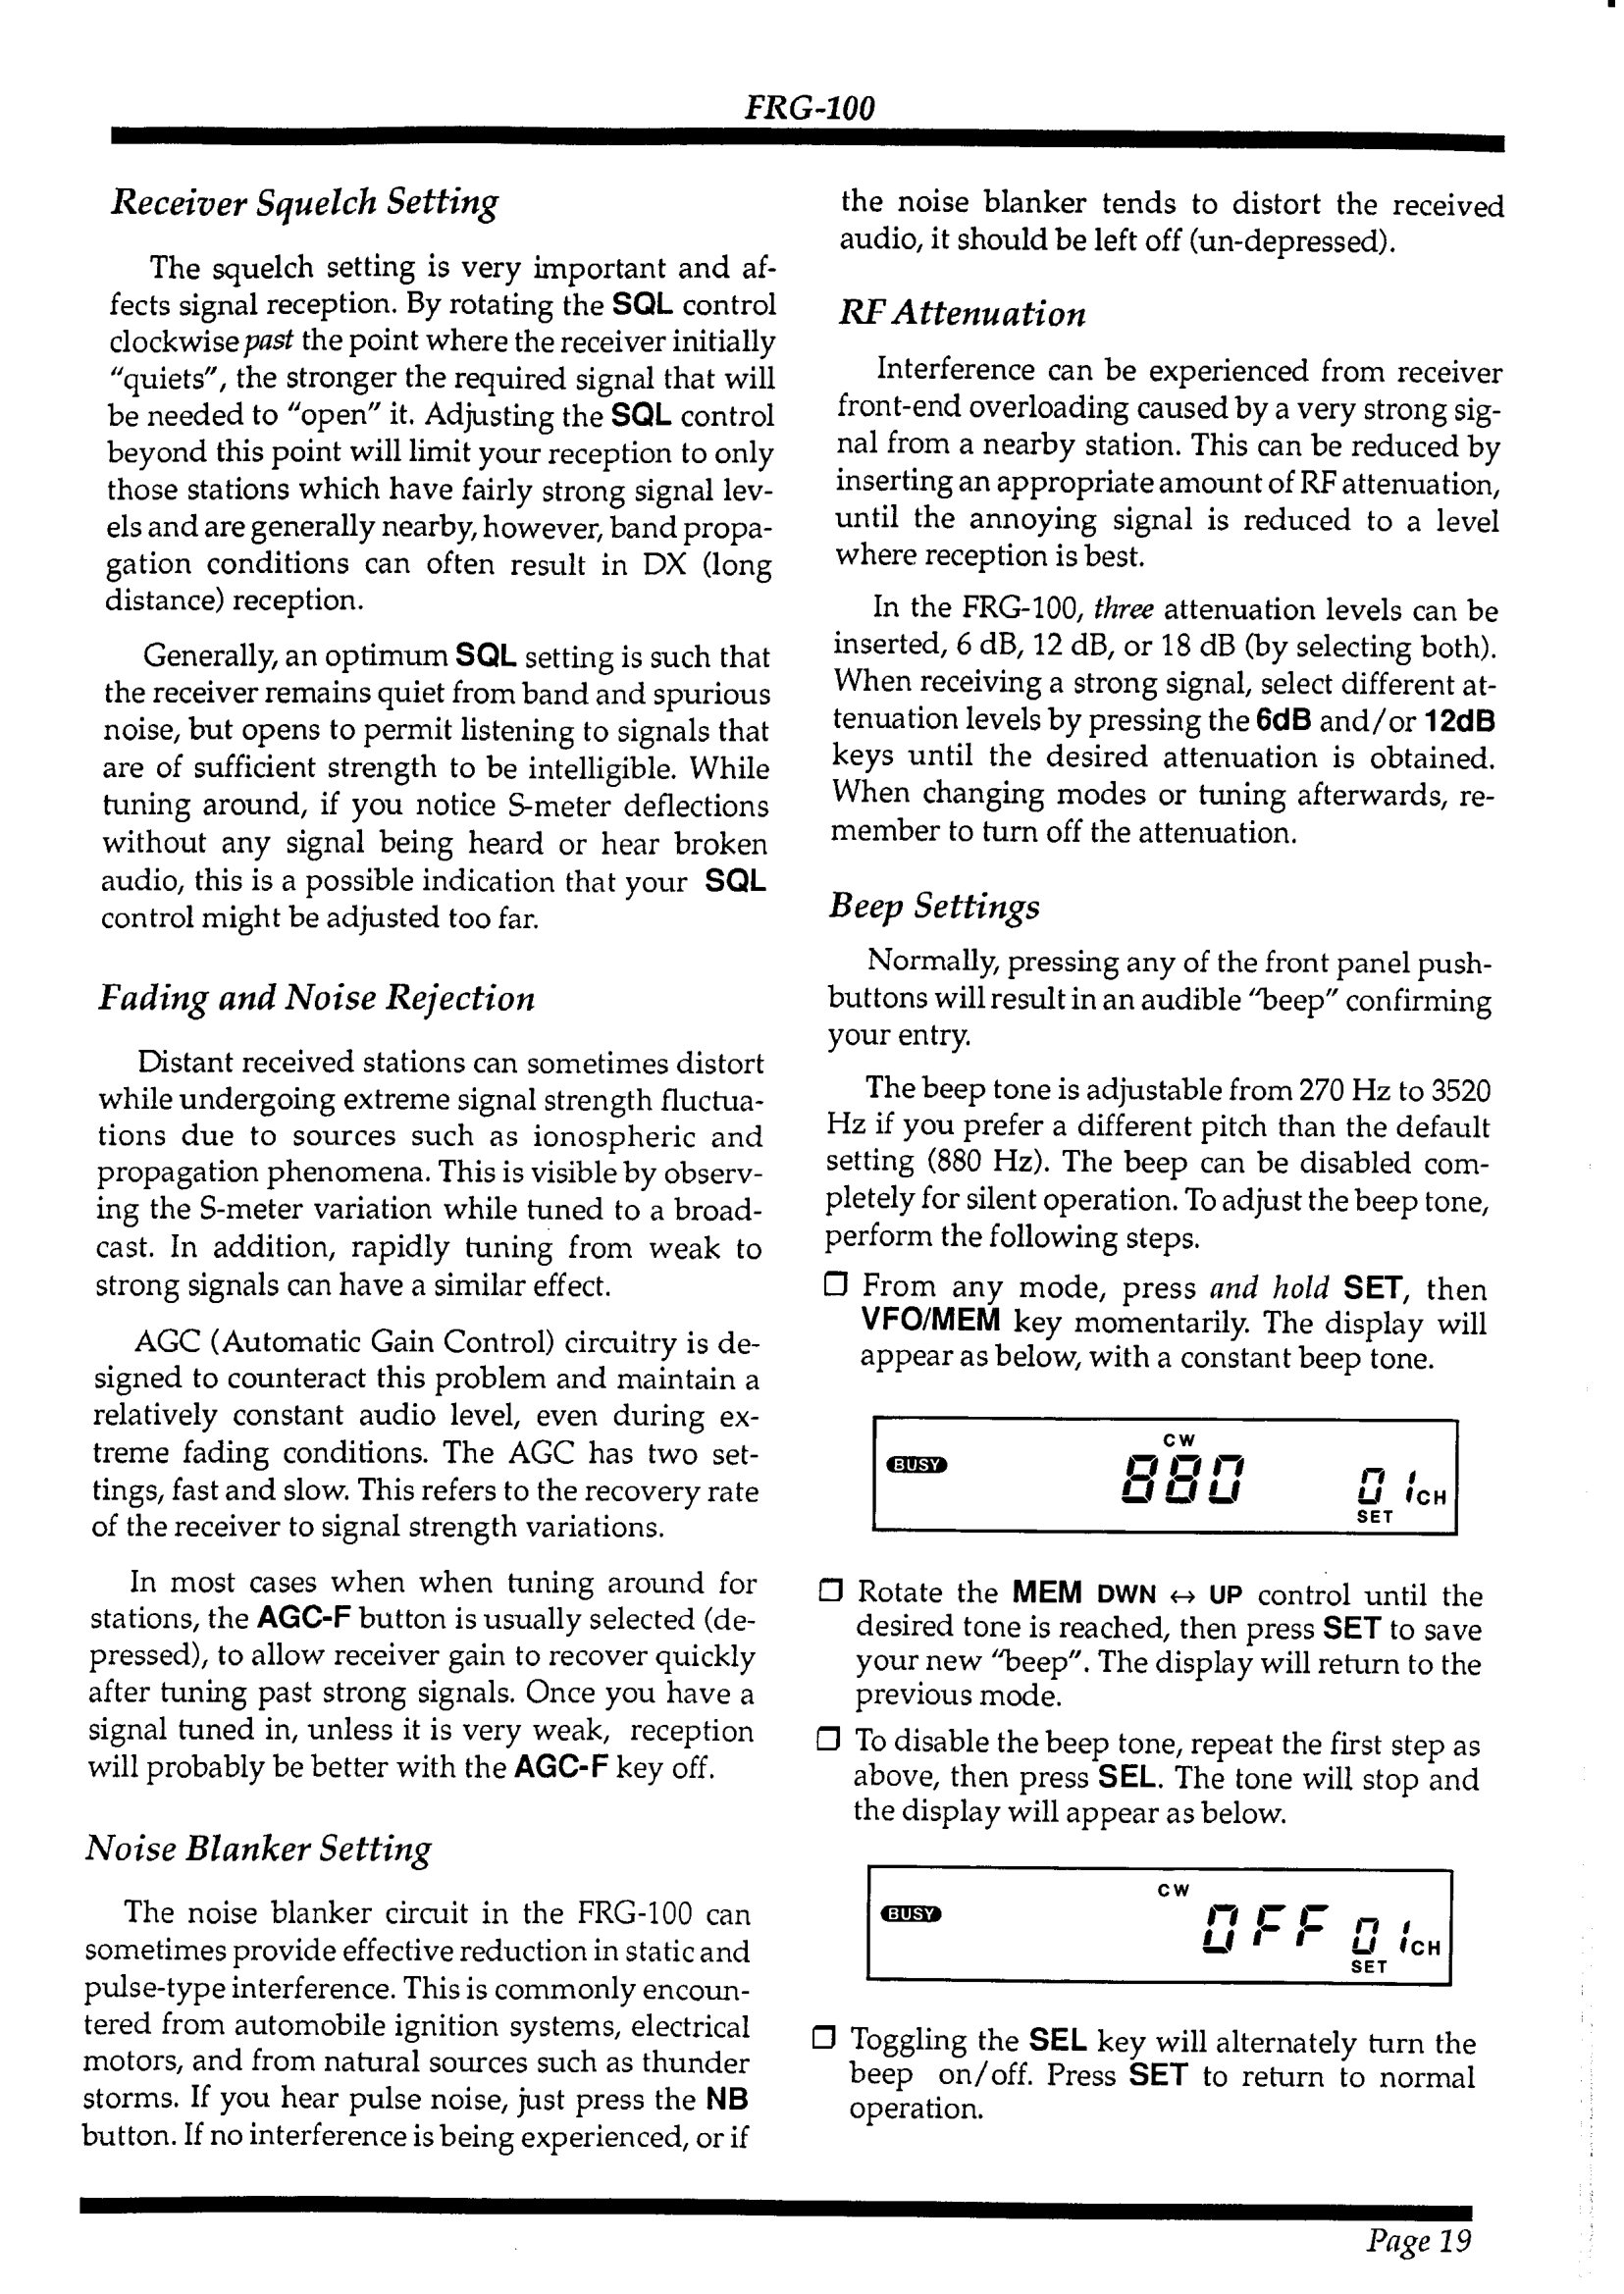 FRG-100
Receiver Squelch Setting
The squelch setting is very important and af-
fects signal reception. By rotating the SQL control
clockwise past the point where the receiver initially
"quiets", the stronger the required signal that will
be needed to "open" it. Adjusting the SQL control
beyond this point will limit your reception to only
those stations which have fairly strong signal lev-
els and are generally nearby, however, band propa-
gation conditions can often result in DX (long
distance) reception.
Generally, an optimum SQL setting is such that
the receiver remains quiet from band and spurious
noise, but opens to permit listening to signals that
are of sufficient strength to be intelligible. While
tuning around, if you notice S-meter deflections
without any signal being heard or hear broken
audio, this is a possible indication that your SQL
control might be adjusted too far.
Fading and Noise Rejection
Distant received stations can sometimes distort
while undergoing extreme signal strength fluctua-
tions due to sources such as ionospheric and
propagation phenomena. This is visible by observ-
ing the S-meter variation while tuned to a broad-
cast. In addition, rapidly tuning from weak to
strong signals can have a similar effect.
AGC (Automatic Gain Control) circuitry is de-
signed to counteract this problem and maintain a
relatively constant audio level, even during ex-
treme fading conditions. The AGC has two set-
tings, fast and slow. This refers to the recovery rate
of the receiver to signal strength variations.
In most cases when when tuning around for
stations, the AGC-F button is usually selected (de-
pressed), to allow receiver gain to recover quickly
after tuning past strong signals. Once you have a
signal tuned in, unless it is very weak, reception
will probably be better with the AGC-F key off.
Noise Blanker Setting
The noise blanker circuit in the FRG-100 can
sometimes provide effective reduction in static and
pulse-type interference. This is commonly encoun-
tered from automobile ignition systems, electrical
motors, and from natural sources such as thunder
storms. If you hear pulse noise, just press the NB
button. If no interference is being experienced, or if
the noise blanker tends to distort the received
audio, it should be left off (un-depressed).
RF Attenuation
Interference can be experienced from receiver
front-end overloading caused by a very strong sig-
nal from a nearby station. This can be reduced by
inserting an appropriate amount of RF attenuation,
until the annoying signal is reduced to a level
where reception is best.
In the FRG-100, three attenuation levels can be
inserted, 6 dB, 12 dB, or 18 dB (by selecting both).
When receiving a strong signal, select different at-
tenuation levels by pressing the 6dB and/or 12dB
keys until the desired attenuation is obtained.
When changing modes or tuning afterwards, re-
member to turn off the attenuation.
Beep Settings
Normally, pressing any of the front panel push-
buttons will result in an audible "beep" confirming
your entry.
The beep tone is adjustable from 270 Hz to 3520
Hz if you prefer a different pitch than the default
setting (880 Hz). The beep can be disabled com-
pletely for silent operation. To adjust the beep tone,
perform the following steps.
❐ From any mode, press and hold SET, then
VFO/MEM key momentarily. The display will
appear as below, with a constant beep tone.
CW
BUSY 880 01CH
SET
❐ Rotate the MEM DWN ↔ UP control until the
desired tone is reached, then press SET to save
your new "beep". The display will return to the
previous mode.
❐ To disable the beep tone, repeat the first step as
above, then press SEL. The tone will stop and
the display will appear as below.
CW
BUSY OFF 01CH
SET
❐ Toggling the SEL key will alternately turn the
beep on/off. Press SET to return to normal
operation.
Page 19